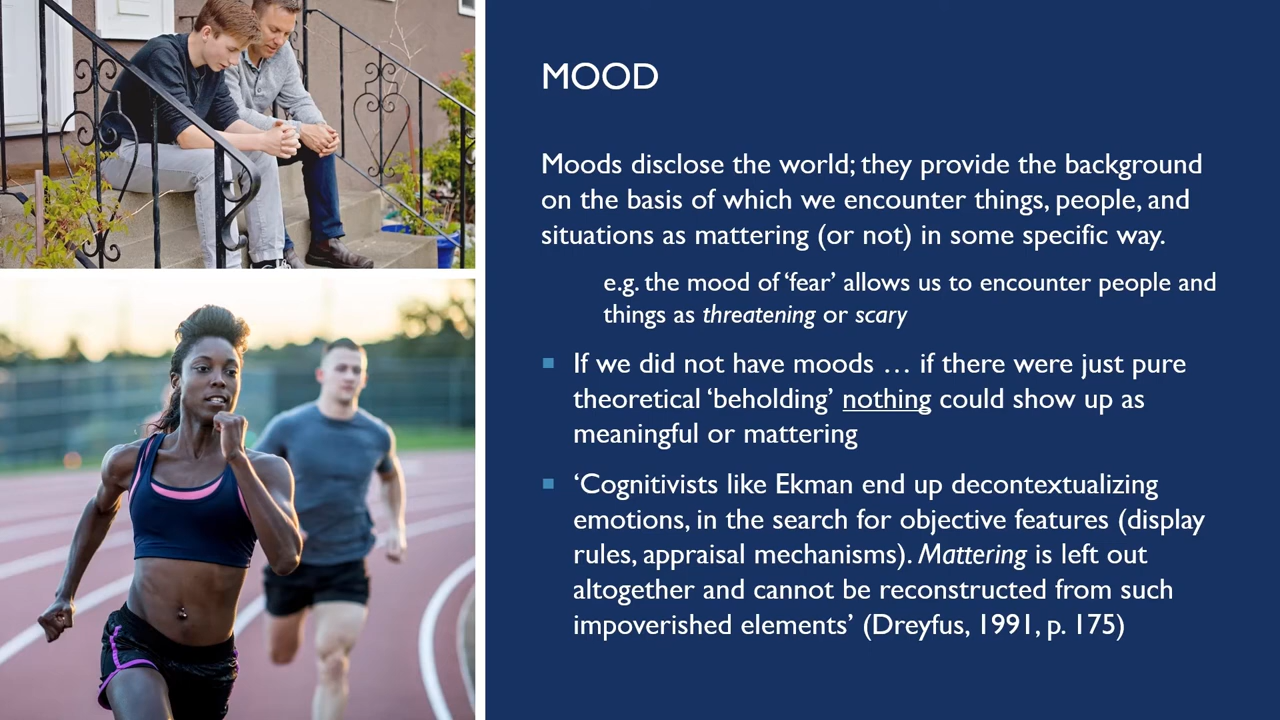 MOOD
Moods disclose the world; they provide the background
on the basis of which we encounter things, people, and
situations as mattering (or not) in some specific way.
e.g. the mood of ‘fear’ allows us to encounter people and
things as threatening or scary
If we did not have moods … if there were just pure
theoretical ‘beholding’ nothing could show up as
meaningful or mattering
‘Cognitivists like Ekman end up decontextualizing
emotions, in the search for objective features (display
rules, appraisal mechanisms). Mattering is left out
altogether and cannot be reconstructed from such
impoverished elements’ (Dreyfus, 1991, p. 175)